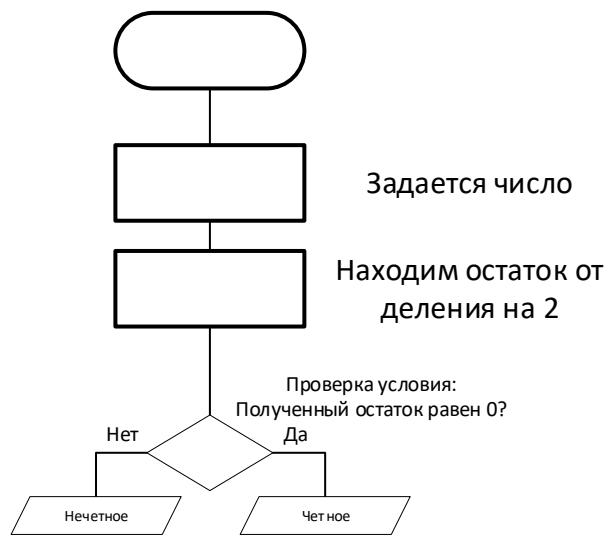 Задается число
Находим остаток от
деления на 2
Проверка условия:
Полученный остаток равен 0?
Нет
Да
Нечетное
Четное